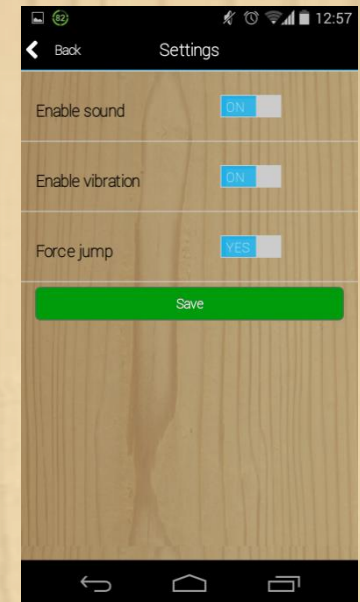 82 12:57
Back Settings
Enable sound ON
Enable vibration ON
Force jump YES
Save